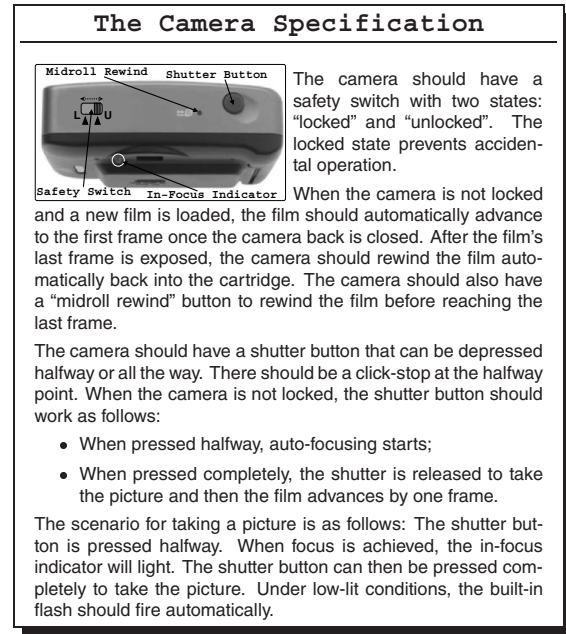 The Camera Specification
Midroll Rewind
Shutter Button
L U
Safety Switch
In-Focus Indicator
The camera should have a
safety switch with two states:
“locked” and “unlocked”. The
locked state prevents acciden-
tal operation.
When the camera is not locked
and a new film is loaded, the film should automatically advance
to the first frame once the camera back is closed. After the film’s
last frame is exposed, the camera should rewind the film auto-
matically back into the cartridge. The camera should also have
a “midroll rewind” button to rewind the film before reaching the
last frame.
The camera should have a shutter button that can be depressed
halfway or all the way. There should be a click-stop at the halfway
point. When the camera is not locked, the shutter button should
work as follows:
• When pressed halfway, auto-focusing starts;
• When pressed completely, the shutter is released to take
the picture and then the film advances by one frame.
The scenario for taking a picture is as follows: The shutter but-
ton is pressed halfway. When focus is achieved, the in-focus
indicator will light. The shutter button can then be pressed com-
pletely to take the picture. Under low-lit conditions, the built-in
flash should fire automatically.